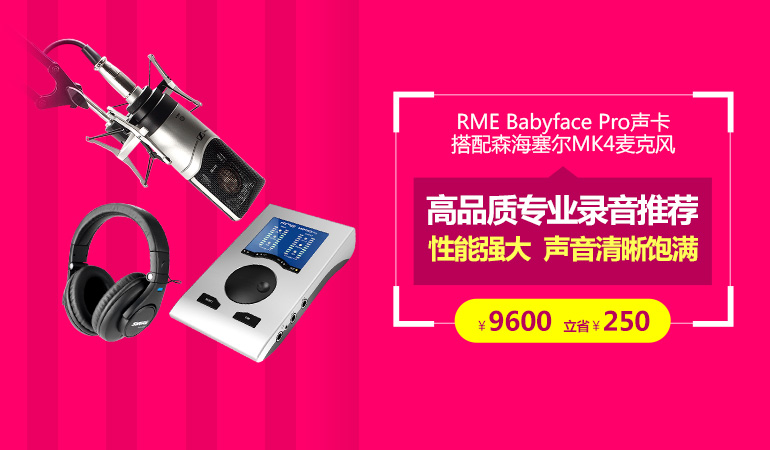 RME Babyface Pro声卡
搭配森海塞尔MK4麦克风
高品质专业录音推荐
性能强大 声音清晰饱满
¥9600 立省¥250
SHURE